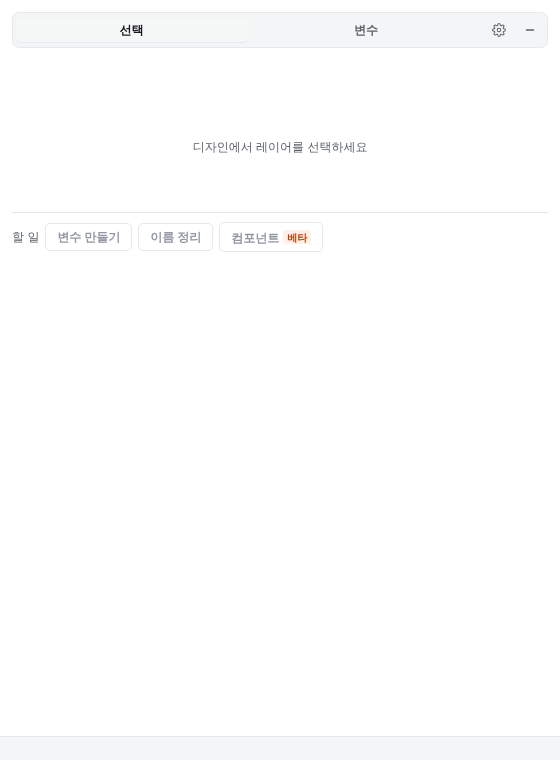 선택 변수
디자인에서 레이어를 선택하세요
할 일 변수 만들기 이름 정리 컴포넌트 베타